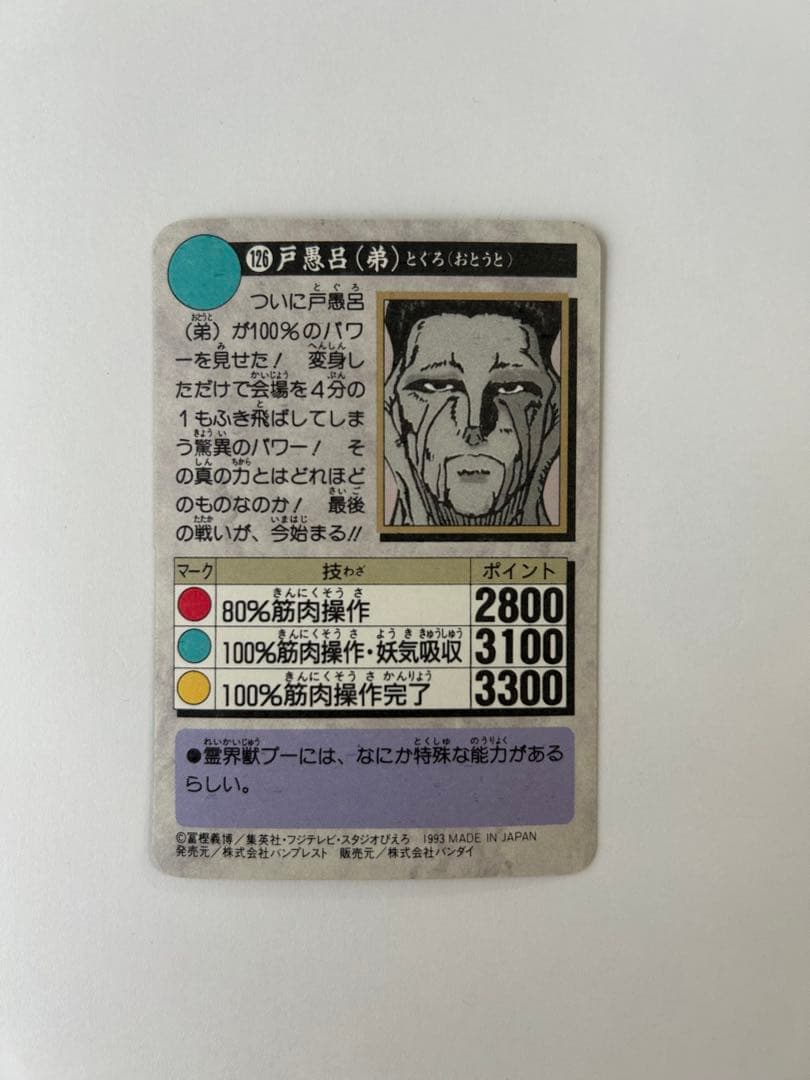 126 戸愚呂(弟) とぐろ(おとうと)
ついに戸愚呂
(弟)が100%のパワ
ーを見せた! 変身し
ただけで会場を4分の
1もふき飛ばしてしま
う驚異のパワー! そ
の真の力とはどれほど
のものなのか! 最後
の戦いが、今始まる!!
マーク 技わざ ポイント
80%筋肉操作 2800
100%筋肉操作・妖気吸収 3100
100%筋肉操作完了 3300
●霊界獣プーには、なにか特殊な能力がある
らしい。
©冨樫義博/集英社・フジテレビ・スタジオぴえろ 1993 MADE IN JAPAN
発売元/株式会社バンプレスト 販売元/株式会社バンダイ